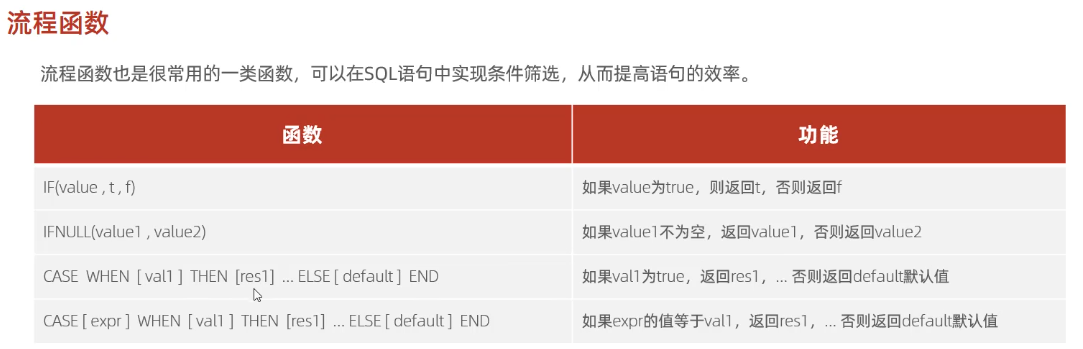 流程函数
流程函数也是很常用的一类函数，可以在SQL语句中实现条件筛选，从而提高语句的效率。
函数 功能
IF(value , t , f) 如果value为true，则返回t，否则返回f
IFNULL(value1 , value2) 如果value1不为空，返回value1，否则返回value2
CASE WHEN [ val1 ] THEN [res1] ... ELSE [ default ] END 如果val1为true，返回res1，... 否则返回default默认值
CASE [ expr ] WHEN [ val1 ] THEN [res1] ... ELSE [ default ] END 如果expr的值等于val1，返回res1，... 否则返回default默认值